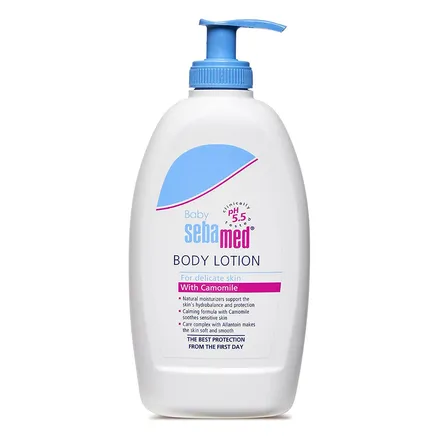 Baby
clinically
pH
5.5
tested
sebamed®
BODY LOTION
For delicate skin
With Camomile
• Natural moisturizers support the
skin's hydrobalance and protection
• Calming formula with Camomile
soothes sensitive skin
• Care complex with Allantoin makes
the skin soft and smooth
THE BEST PROTECTION
FROM THE FIRST DAY